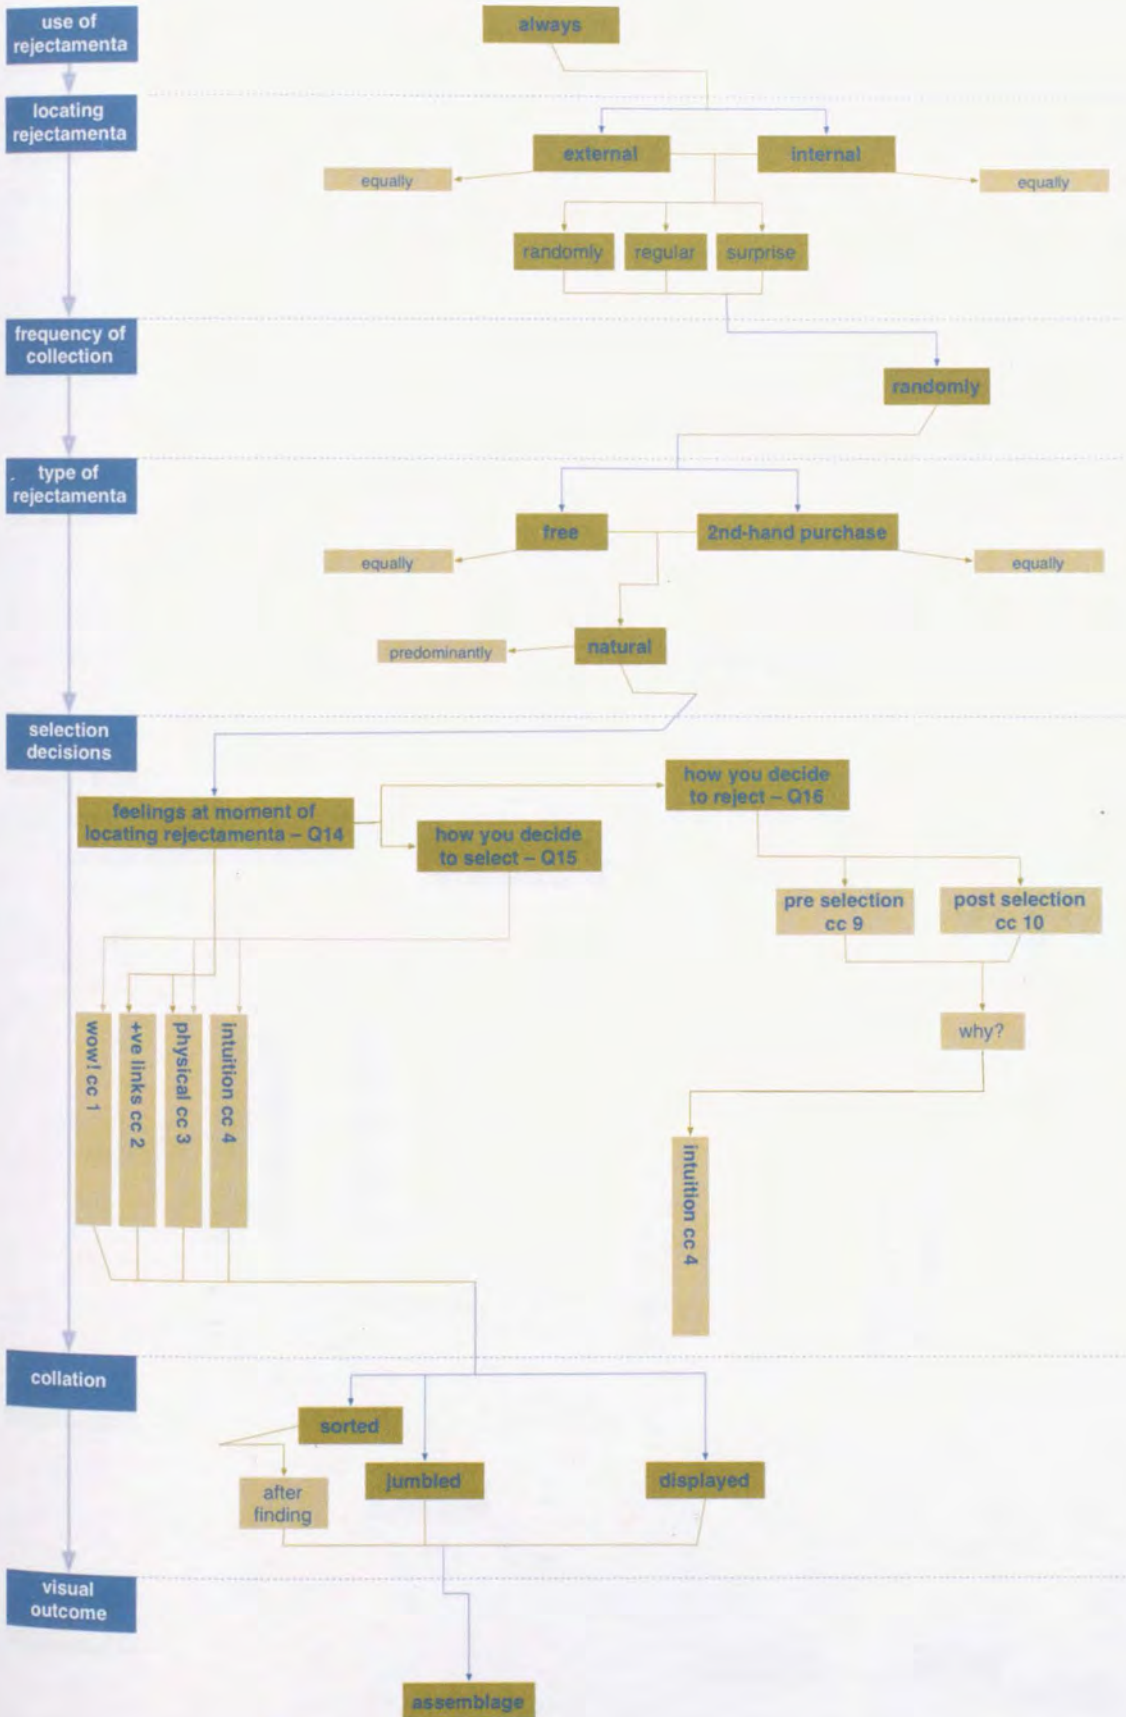 use of
rejectamenta
always
locating
rejectamenta
external
internal
equally
equally
randomly
regular
surprise
frequency of
collection
randomly
type of
rejectamenta
free
2nd-hand purchase
equally
equally
natural
predominantly
selection
decisions
how you decide
to reject – Q16
feelings at moment of
locating rejectamenta – Q14
how you decide
to select – Q15
pre selection
cc 9
post selection
cc 10
wow! cc 1
+ve links cc 2
physical cc 3
intuition cc 4
why?
intuition cc 4
collation
sorted
jumbled
displayed
after
finding
visual
outcome
assemblage